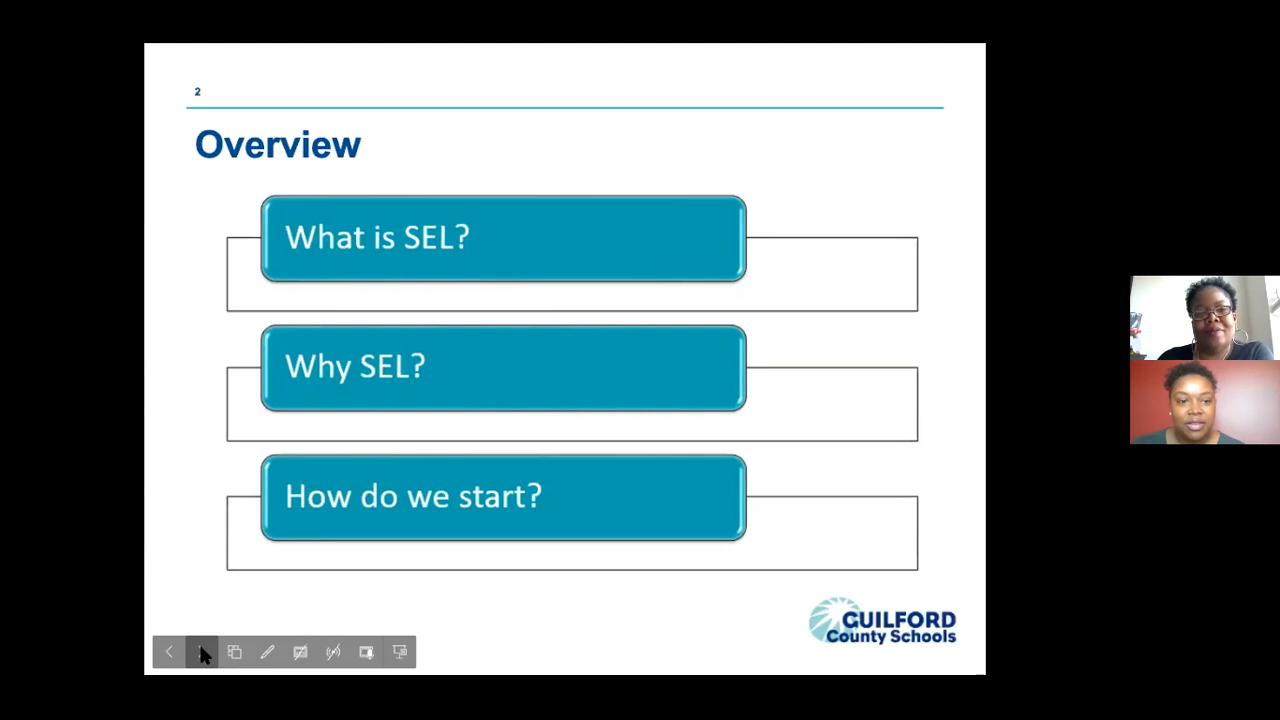 2
Overview
What is SEL?
Why SEL?
How do we start?
GUILFORD
County Schools